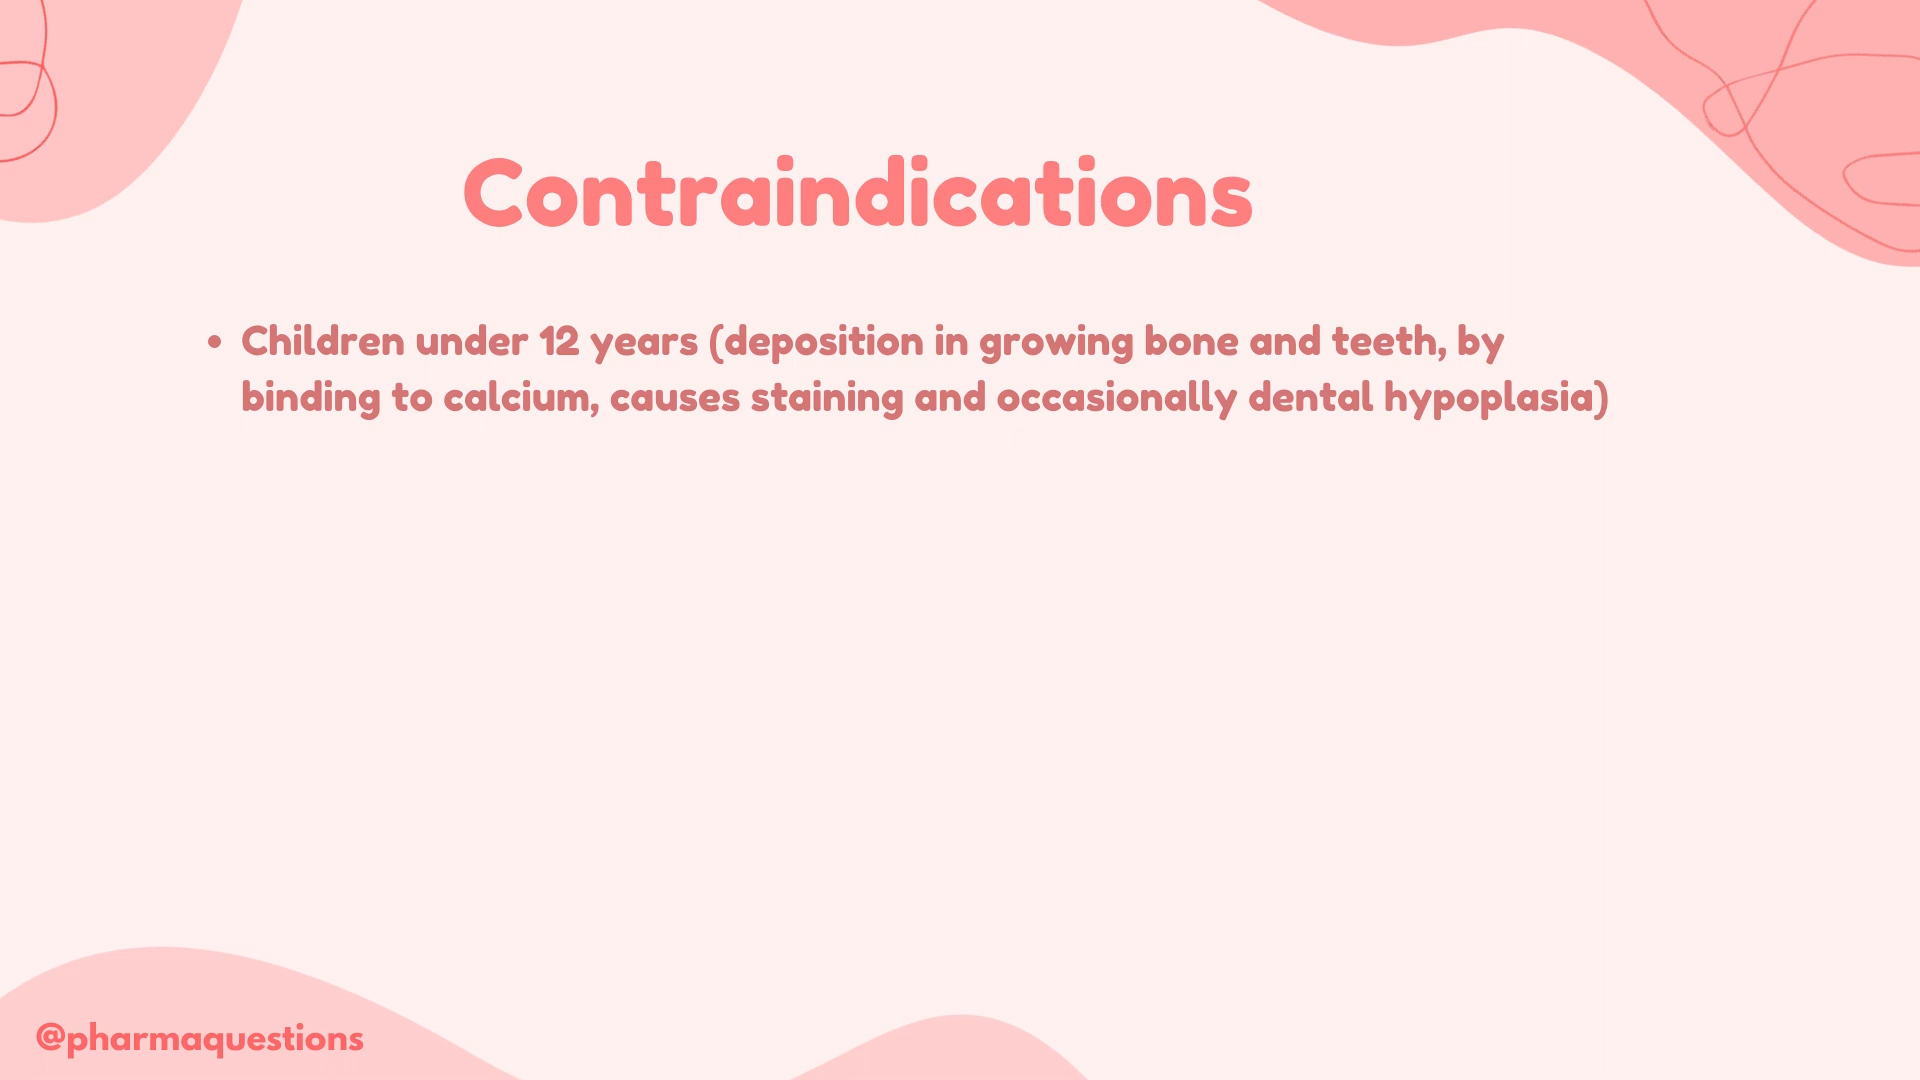 Contraindications
• Children under 12 years (deposition in growing bone and teeth, by
binding to calcium, causes staining and occasionally dental hypoplasia)
@pharmaquestions